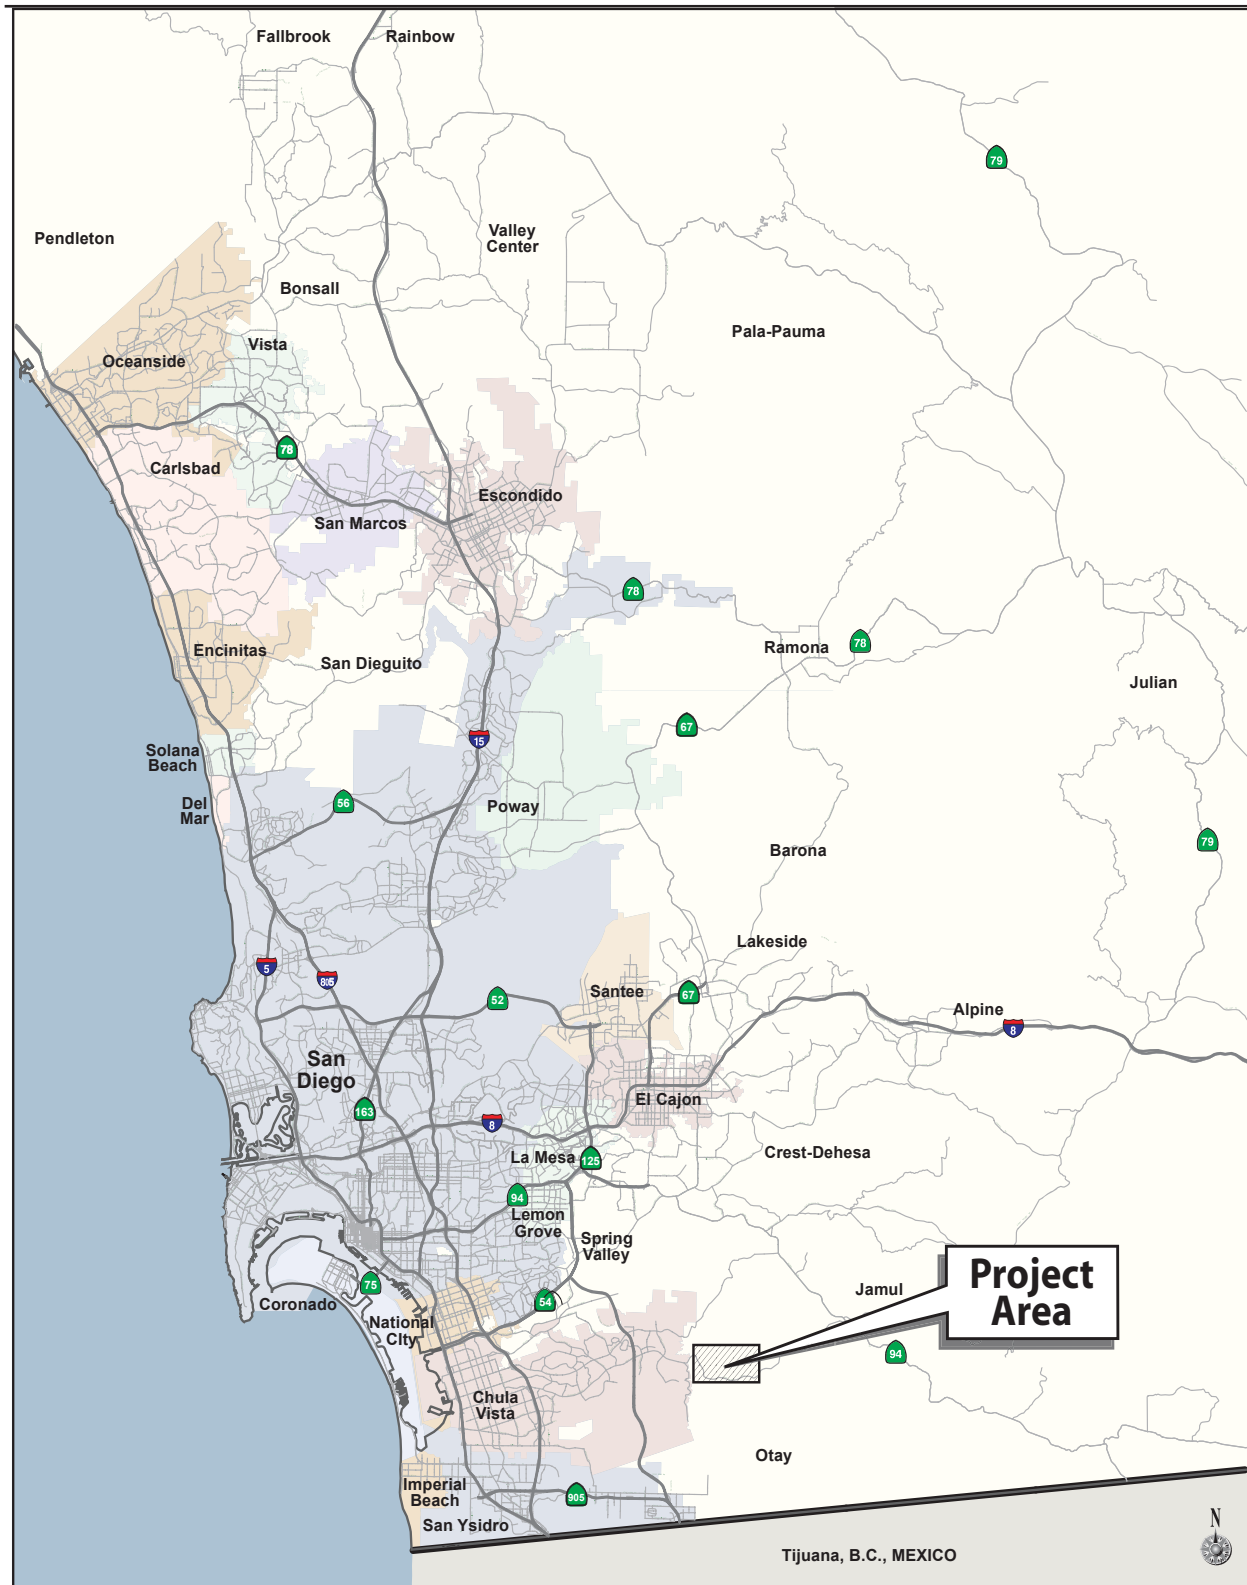 Fallbrook
Rainbow
79
Pendleton
Valley
Center
Bonsall
Pala-Pauma
Vista
Oceanside
78
Carlsbad
Escondido
San Marcos
78
Encinitas
San Dieguito
Ramona
78
Julian
67
15
Solana
Beach
56
Del
Mar
Poway
79
Barona
Lakeside
5
805
52
Santee
67
Alpine
8
San
Diego
163
El Cajon
8
La Mesa
125
Crest-Dehesa
94
Lemon
Grove
Spring
Valley
Project
Area
75
Coronado
54
Jamul
National
CIty
94
Chula
Vista
Otay
Imperial
Beach
905
San Ysidro
N
Tijuana, B.C., MEXICO